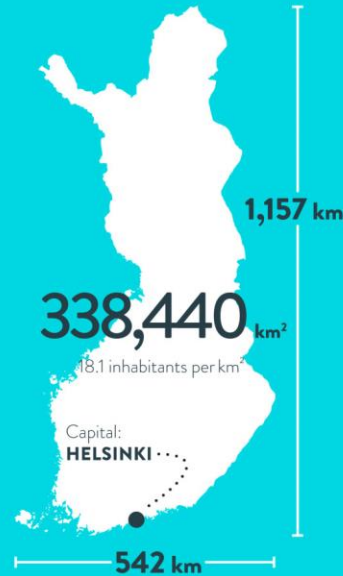 1,157 km
338,440 km²
18.1 inhabitants per km²
Capital:
HELSINKI
542 km